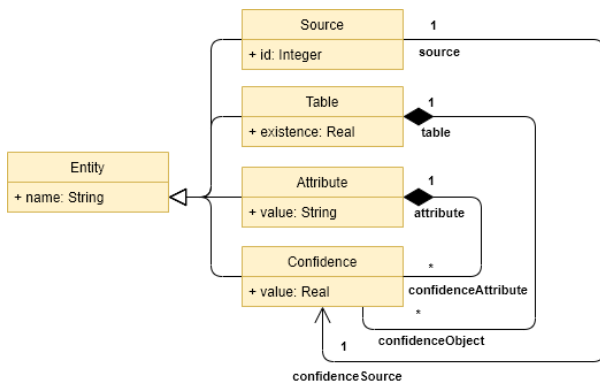 Source
1
+ id: Integer
source
Table
1
+ existence: Real
table
Entity
+ name: String
Attribute
1
+ value: String
attribute
Confidence
*
+ value: Real
confidenceAttribute
*
confidenceObject
1
confidenceSource